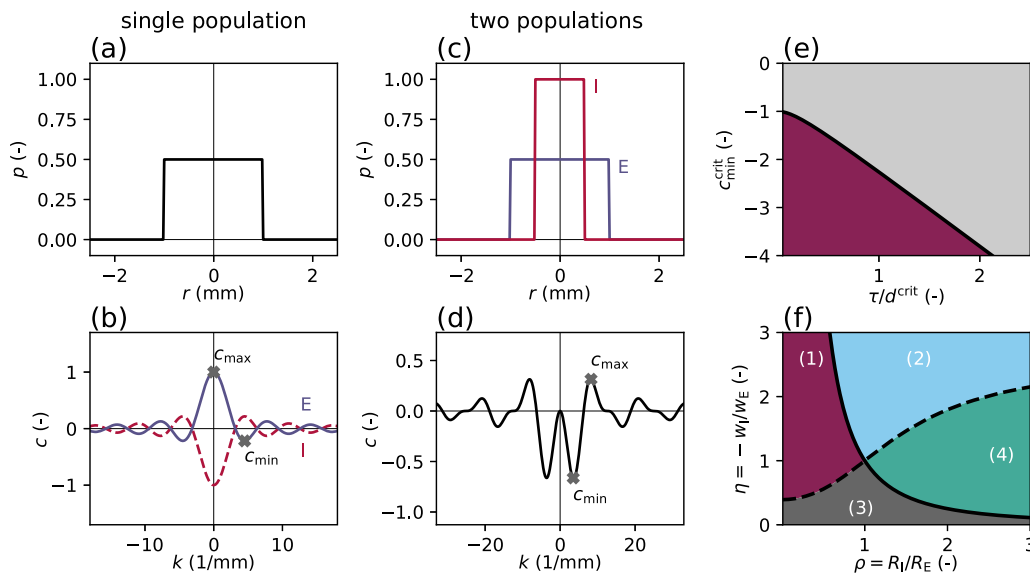 single population
two populations
(a)
(c)
(e)
1.00
0.75
0.50
0.25
0.00
p (-)
−2
0
2
r (mm)
1.00
0.75
0.50
0.25
0.00
p (-)
I
E
−2
0
2
r (mm)
0
−1
−2
−3
−4
c_min^crit (-)
1
2
τ/d^crit (-)
(b)
(d)
(f)
1
0
−1
c (-)
c_max
E
I
c_min
−10
0
10
k (1/mm)
0.5
0.0
−0.5
−1.0
c (-)
c_max
c_min
−20
0
20
k (1/mm)
3
2
1
0
η = − w_I/w_E (-)
(1)
(2)
(3)
(4)
1
2
3
ρ = R_I/R_E (-)